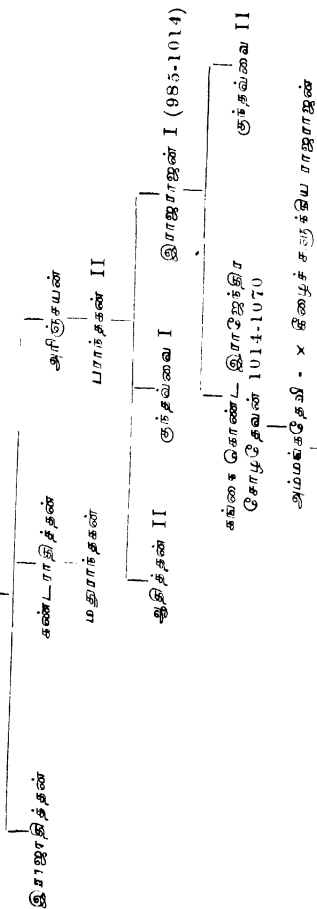 இராஜாதித்தன்
கண்டராதித்தன்
அரிஞ்சயன்
மதுராந்தகன்
பராந்தகன் II
ஆதித்தன் II
குந்தவ்வை I
இராஜராஜன் I (985-1014)
கங்கை கொண்ட இராஜேந்திர
சோழதேவன் 1014-1070
குந்தவ்வை II
அம்மங்கதேவி - × கீழைச் சளுக்கிய ராஜராஜன்